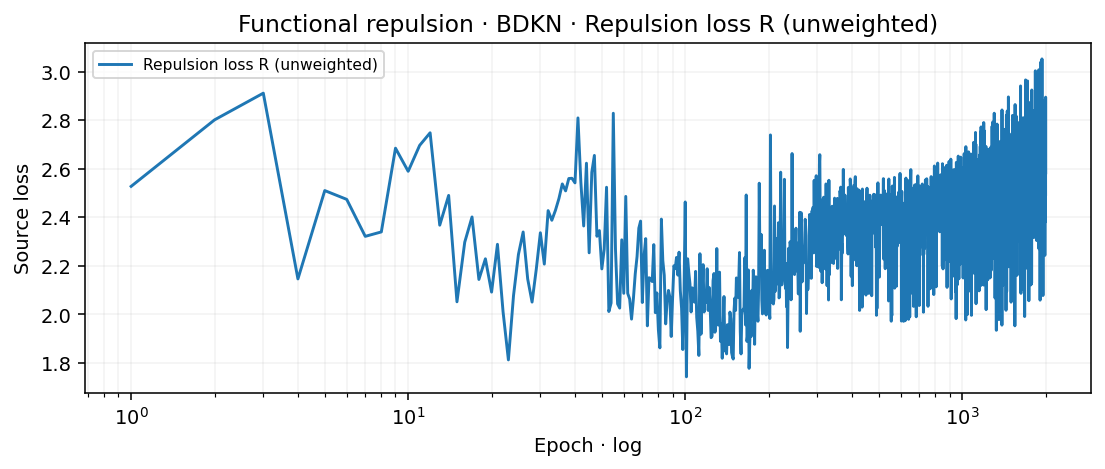 Functional repulsion · BDKN · Repulsion loss R (unweighted)
Repulsion loss R (unweighted)
Source loss
3.0
2.8
2.6
2.4
2.2
2.0
1.8
10⁰
10¹
10²
10³
Epoch · log